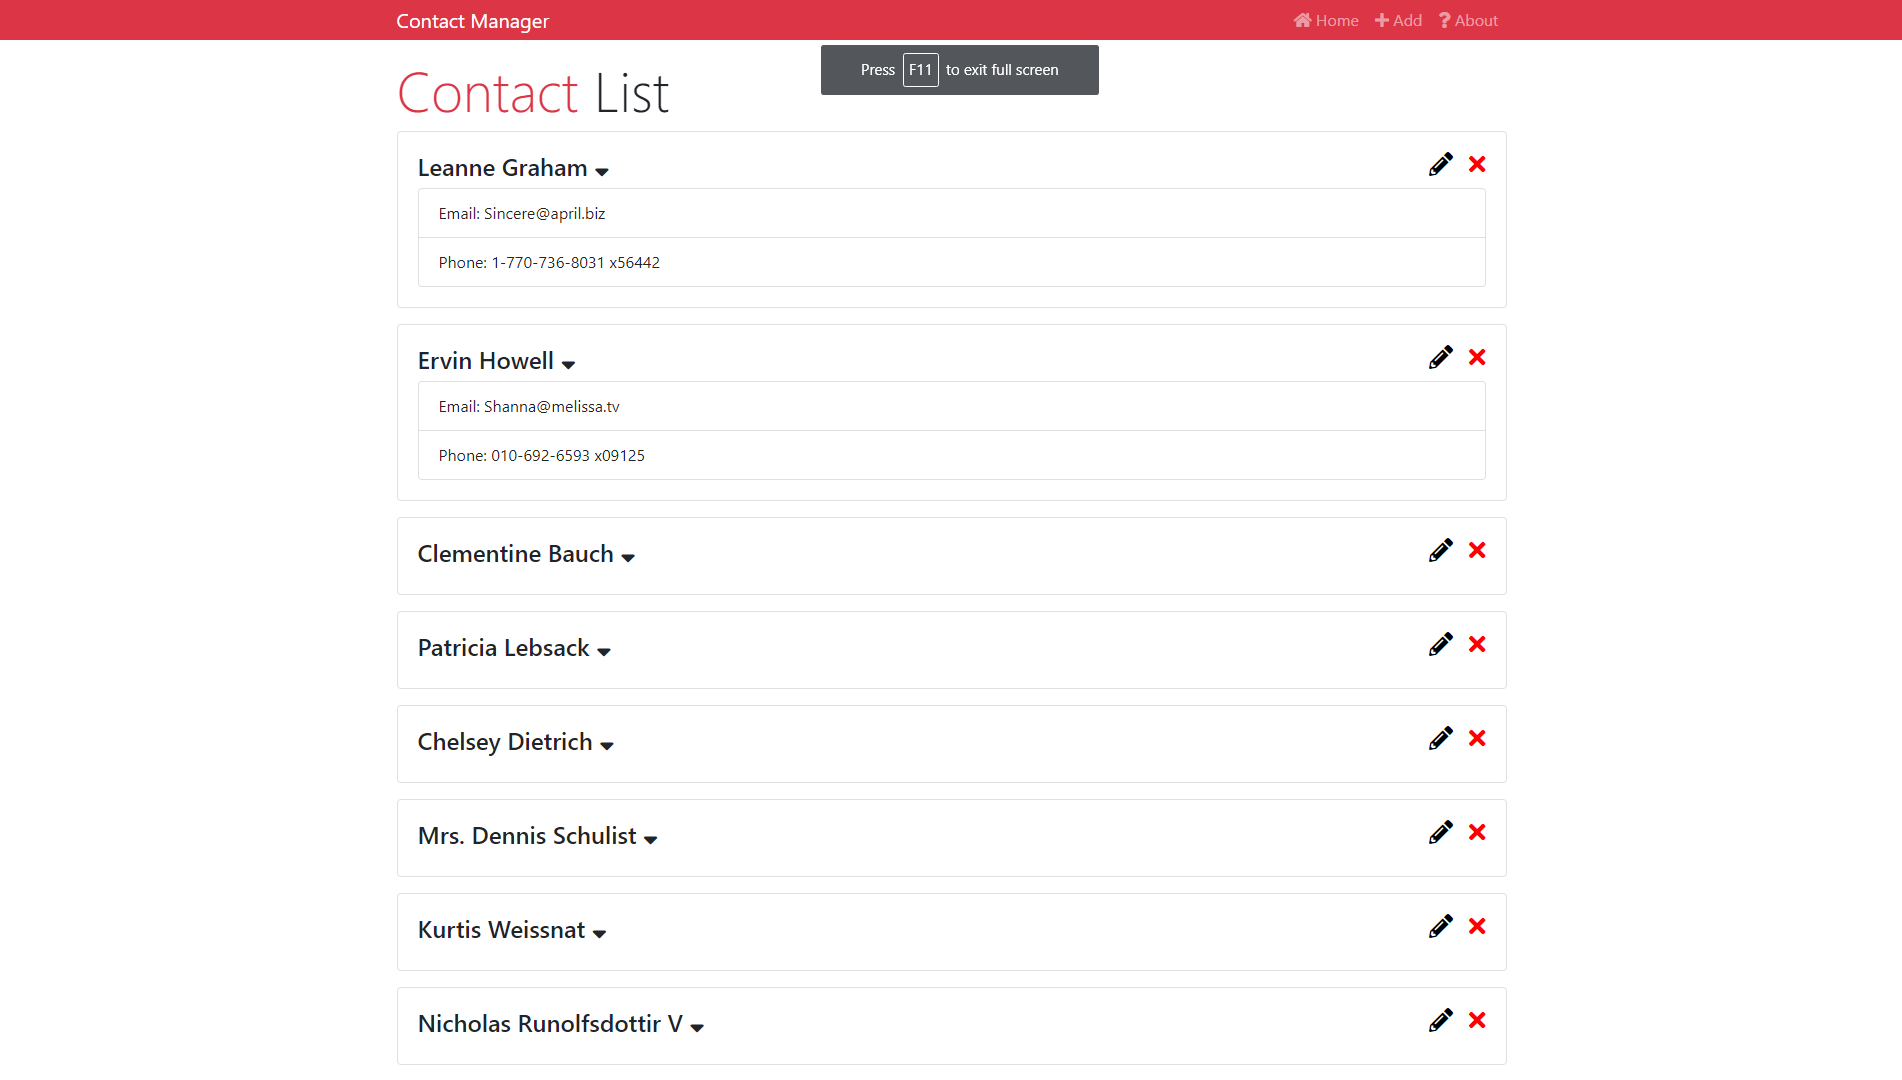 Contact Manager
Home Add ? About
Press F11 to exit full screen
Contact List
Leanne Graham
Email: Sincere@april.biz
Phone: 1-770-736-8031 x56442
Ervin Howell
Email: Shanna@melissa.tv
Phone: 010-692-6593 x09125
Clementine Bauch
Patricia Lebsack
Chelsey Dietrich
Mrs. Dennis Schulist
Kurtis Weissnat
Nicholas Runolfsdottir V